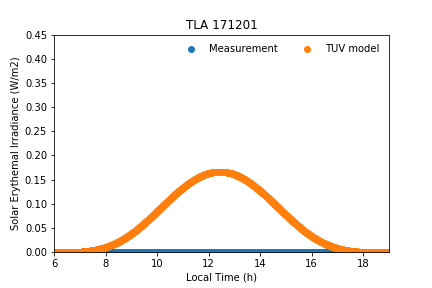 TLA 171201
Measurement
TUV model
Solar Erythemal Irradiance (W/m2)
0.45
0.40
0.35
0.30
0.25
0.20
0.15
0.10
0.05
0.00
6 8 10 12 14 16 18
Local Time (h)